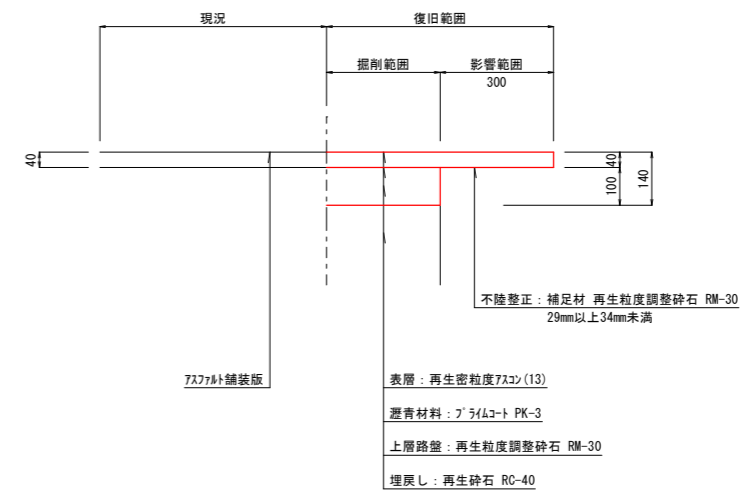 現況
復旧範囲
掘削範囲
影響範囲
300
40
40
100
140
不陸整正：補足材 再生粒度調整砕石 RM-30
29mm以上34mm未満
ｱｽﾌｧﾙﾄ舗装版
表層：再生密粒度ｱｽｺﾝ(13)
瀝青材料：ﾌﾟﾗｲﾑｺｰﾄ PK-3
上層路盤：再生粒度調整砕石 RM-30
埋戻し：再生砕石 RC-40